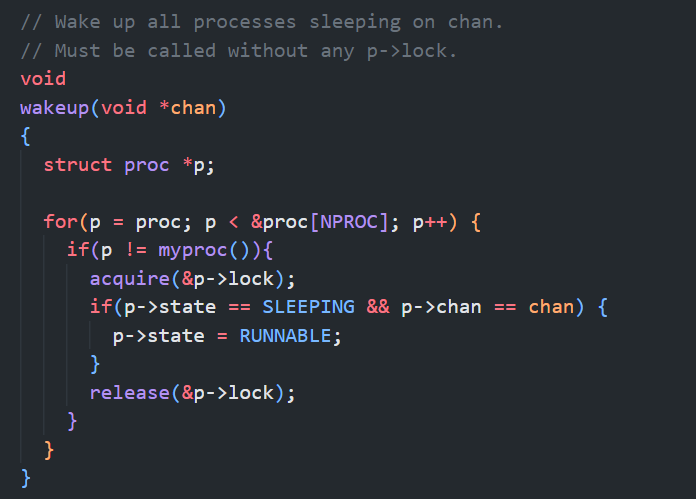 // Wake up all processes sleeping on chan.
// Must be called without any p->lock.
void
wakeup(void *chan)
{
  struct proc *p;

  for(p = proc; p < &proc[NPROC]; p++) {
    if(p != myproc()){
      acquire(&p->lock);
      if(p->state == SLEEPING && p->chan == chan) {
        p->state = RUNNABLE;
      }
      release(&p->lock);
    }
  }
}